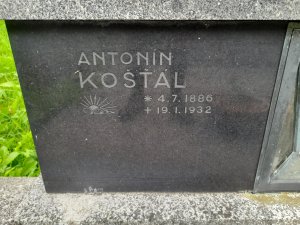 ANTONÍN
KOŠŤÁL
* 4.7.1886
+ 19.1.1932